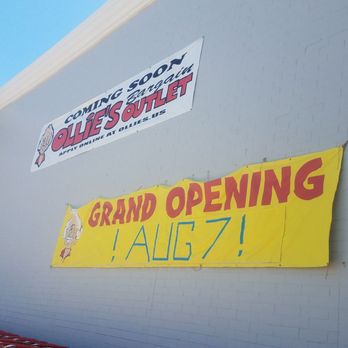 COMING SOON
OLLIE'S Bargain OUTLET
APPLY ONLINE AT OLLIES.US
GRAND OPENING
! AUG 7 !